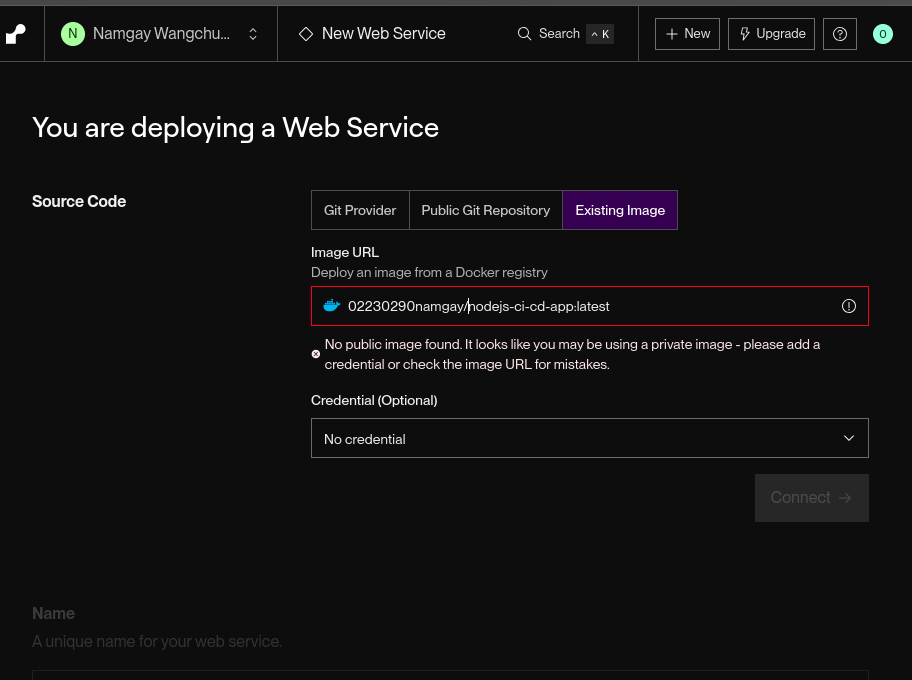 N Namgay Wangchu... New Web Service Search ^ K + New Upgrade ? O
You are deploying a Web Service
Source Code
Git Provider Public Git Repository Existing Image
Image URL
Deploy an image from a Docker registry
02230290namgay/nodejs-ci-cd-app:latest
No public image found. It looks like you may be using a private image - please add a
credential or check the image URL for mistakes.
Credential (Optional)
No credential
Connect →
Name
A unique name for your web service.